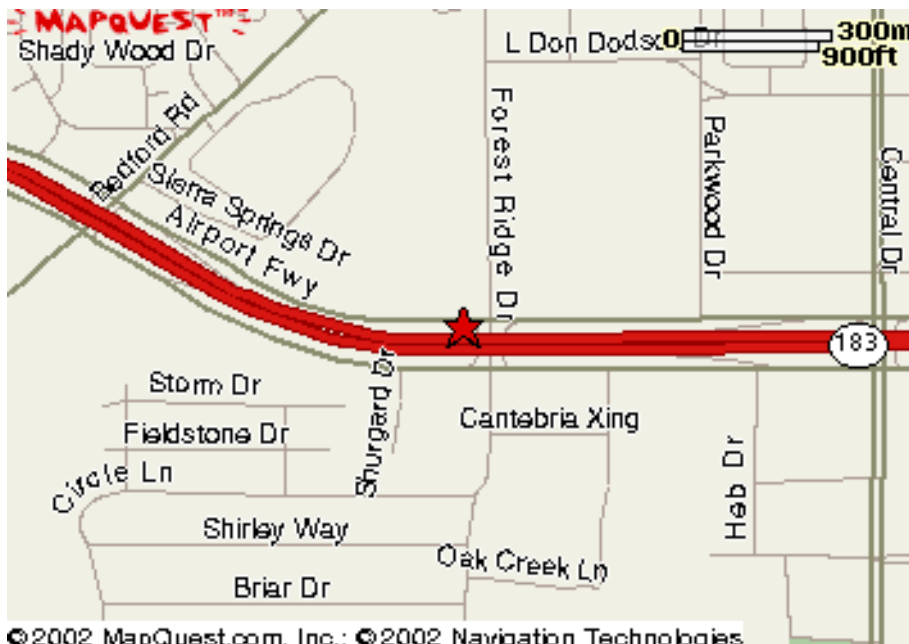 MAPQUEST
Shady Wood Dr
L Don Dodson Dr
0
300m
900ft
Bedford Rd
Forest Ridge Dr
Parkwood Dr
Central Dr
Sierra Springs Dr
Airport Fwy
183
Storm Dr
Shurgard Dr
Cantebria Xing
Fieldstone Dr
Heb Dr
Circle Ln
Shirley Way
Oak Creek Ln
Briar Dr
©2002 MapQuest.com, Inc.; ©2002 Navigation Technologies